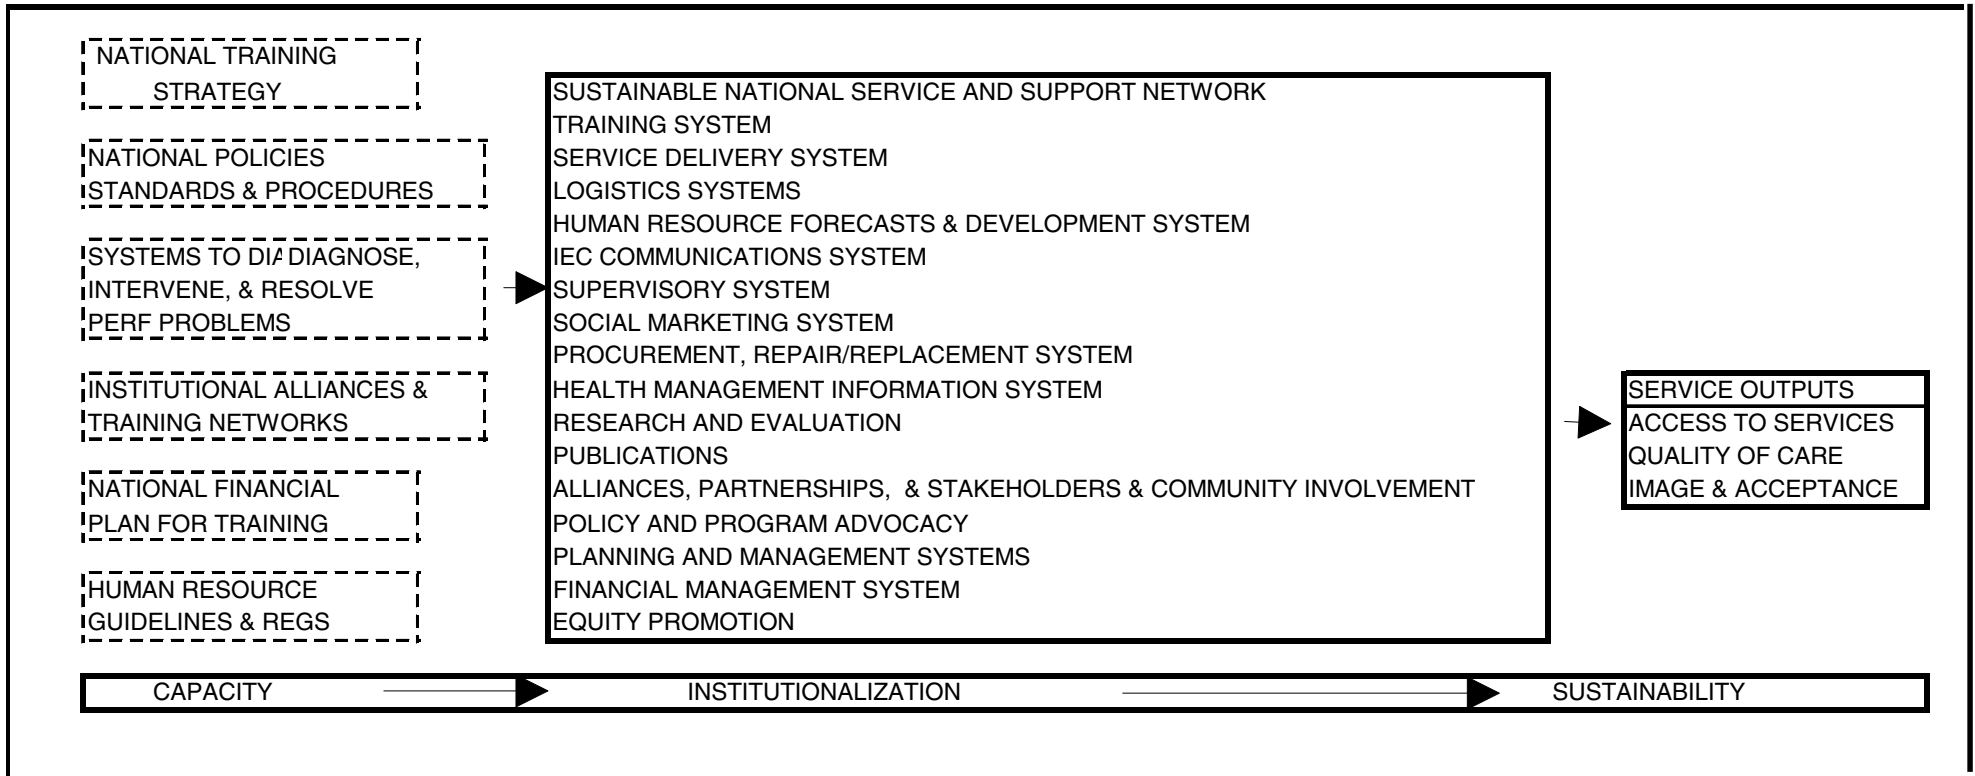 NATIONAL TRAINING
STRATEGY
NATIONAL POLICIES
STANDARDS & PROCEDURES
SYSTEMS TO DIA DIAGNOSE,
INTERVENE, & RESOLVE
PERF PROBLEMS
INSTITUTIONAL ALLIANCES &
TRAINING NETWORKS
NATIONAL FINANCIAL
PLAN FOR TRAINING
HUMAN RESOURCE
GUIDELINES & REGS
SUSTAINABLE NATIONAL SERVICE AND SUPPORT NETWORK
TRAINING SYSTEM
SERVICE DELIVERY SYSTEM
LOGISTICS SYSTEMS
HUMAN RESOURCE FORECASTS & DEVELOPMENT SYSTEM
IEC COMMUNICATIONS SYSTEM
SUPERVISORY SYSTEM
SOCIAL MARKETING SYSTEM
PROCUREMENT, REPAIR/REPLACEMENT SYSTEM
HEALTH MANAGEMENT INFORMATION SYSTEM
RESEARCH AND EVALUATION
PUBLICATIONS
ALLIANCES, PARTNERSHIPS, & STAKEHOLDERS & COMMUNITY INVOLVEMENT
POLICY AND PROGRAM ADVOCACY
PLANNING AND MANAGEMENT SYSTEMS
FINANCIAL MANAGEMENT SYSTEM
EQUITY PROMOTION
SERVICE OUTPUTS
ACCESS TO SERVICES
QUALITY OF CARE
IMAGE & ACCEPTANCE
CAPACITY INSTITUTIONALIZATION SUSTAINABILITY